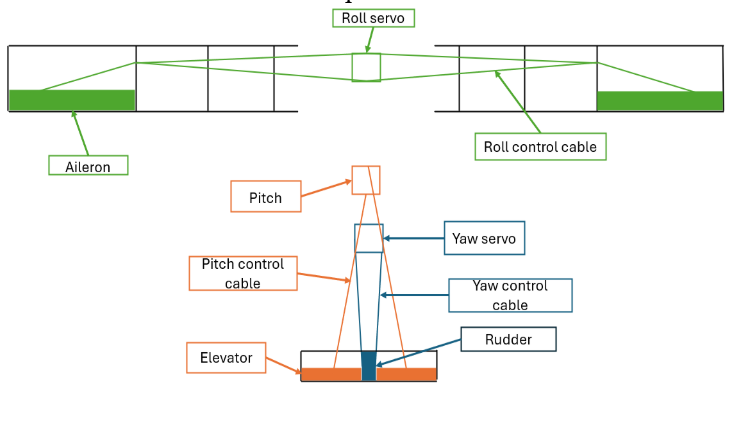 Roll servo
Roll control cable
Aileron
Pitch
Yaw servo
Pitch control
cable
Yaw control
cable
Rudder
Elevator